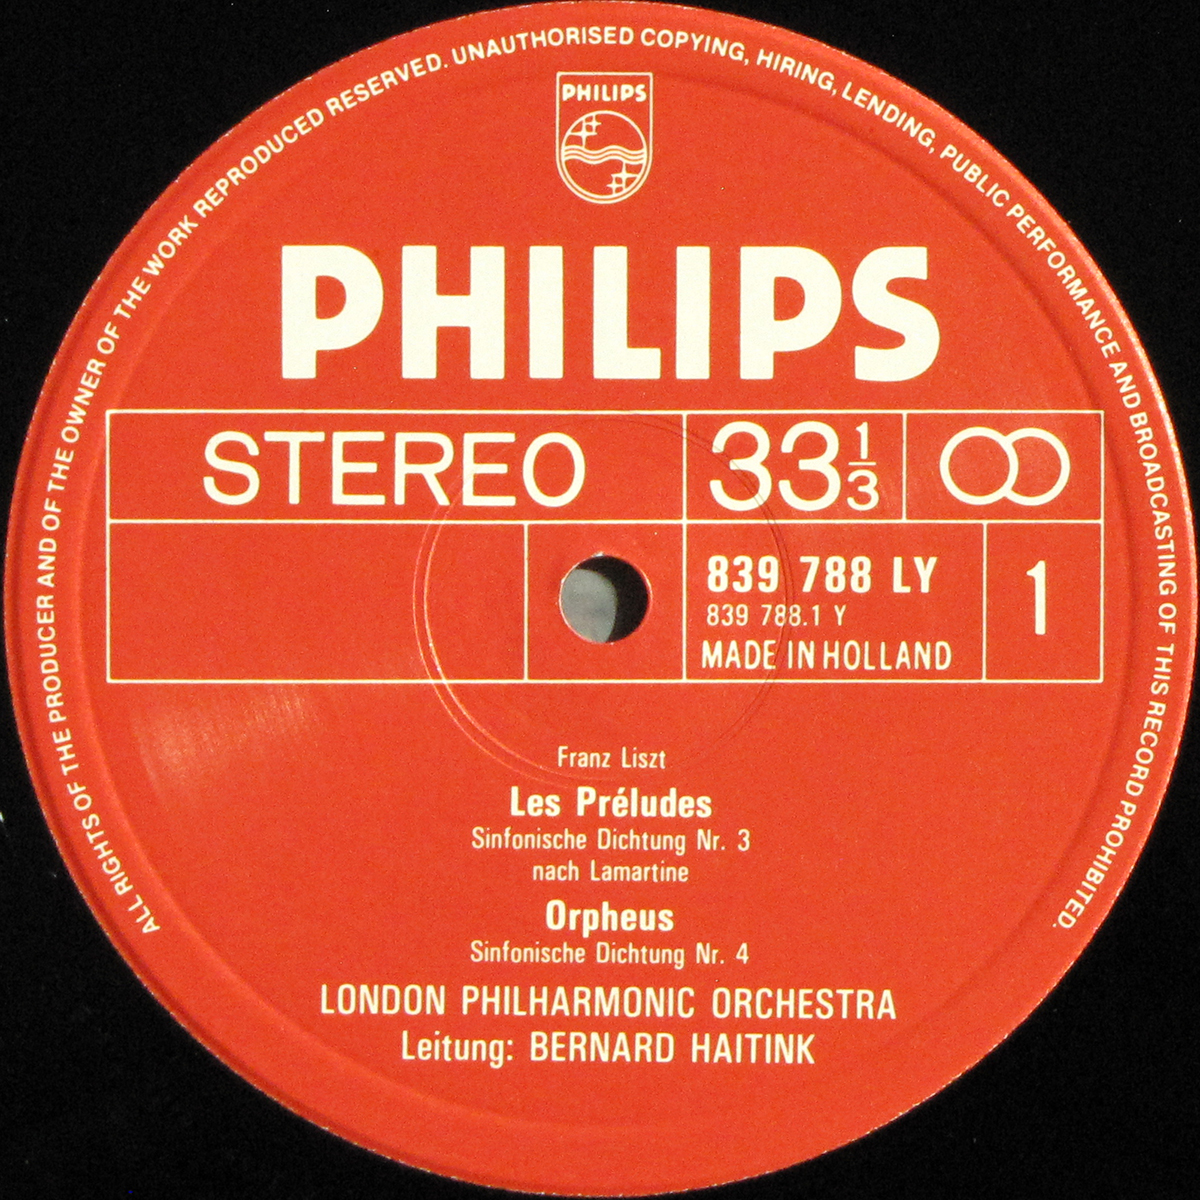 ALL RIGHTS OF THE PRODUCER AND OF THE OWNER OF THE WORK REPRODUCED RESERVED. UNAUTHORISED COPYING, HIRING, LENDING, PUBLIC PERFORMANCE AND BROADCASTING OF THIS RECORD PROHIBITED.
PHILIPS
PHILIPS
STEREO 33 1/3
839 788 LY
839 788.1 Y
MADE IN HOLLAND
1
Franz Liszt
Les Préludes
Sinfonische Dichtung Nr. 3
nach Lamartine
Orpheus
Sinfonische Dichtung Nr. 4
LONDON PHILHARMONIC ORCHESTRA
Leitung: BERNARD HAITINK